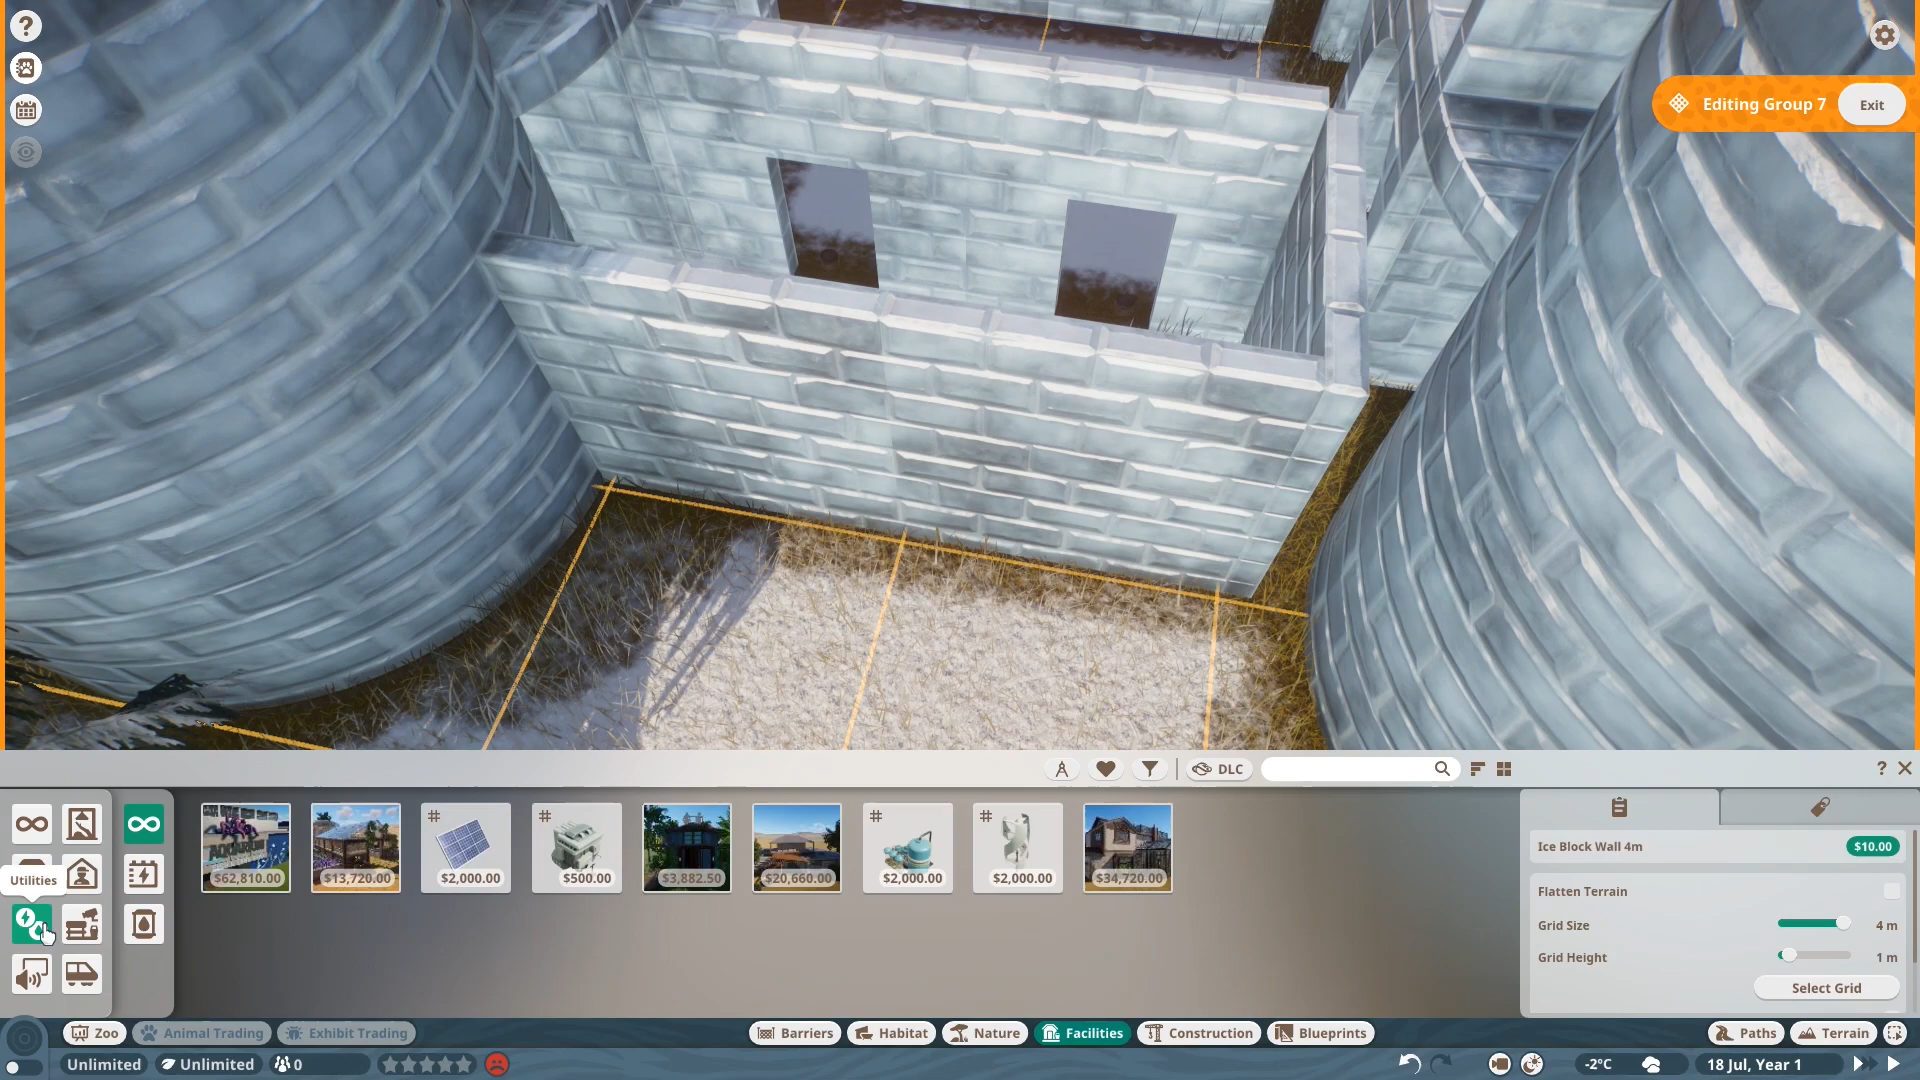 ?
Editing Group 7
Exit
DLC
?
Utilities
$62,810.00
$13,720.00
$2,000.00
$500.00
$3,882.50
$20,660.00
$2,000.00
$2,000.00
$34,720.00
Ice Block Wall 4m
$10.00
Flatten Terrain
Grid Size
4 m
Grid Height
1 m
Select Grid
Zoo
Animal Trading
Exhibit Trading
Barriers
Habitat
Nature
Facilities
Construction
Blueprints
Paths
Terrain
Unlimited
Unlimited
0
-2°C
18 Jul, Year 1